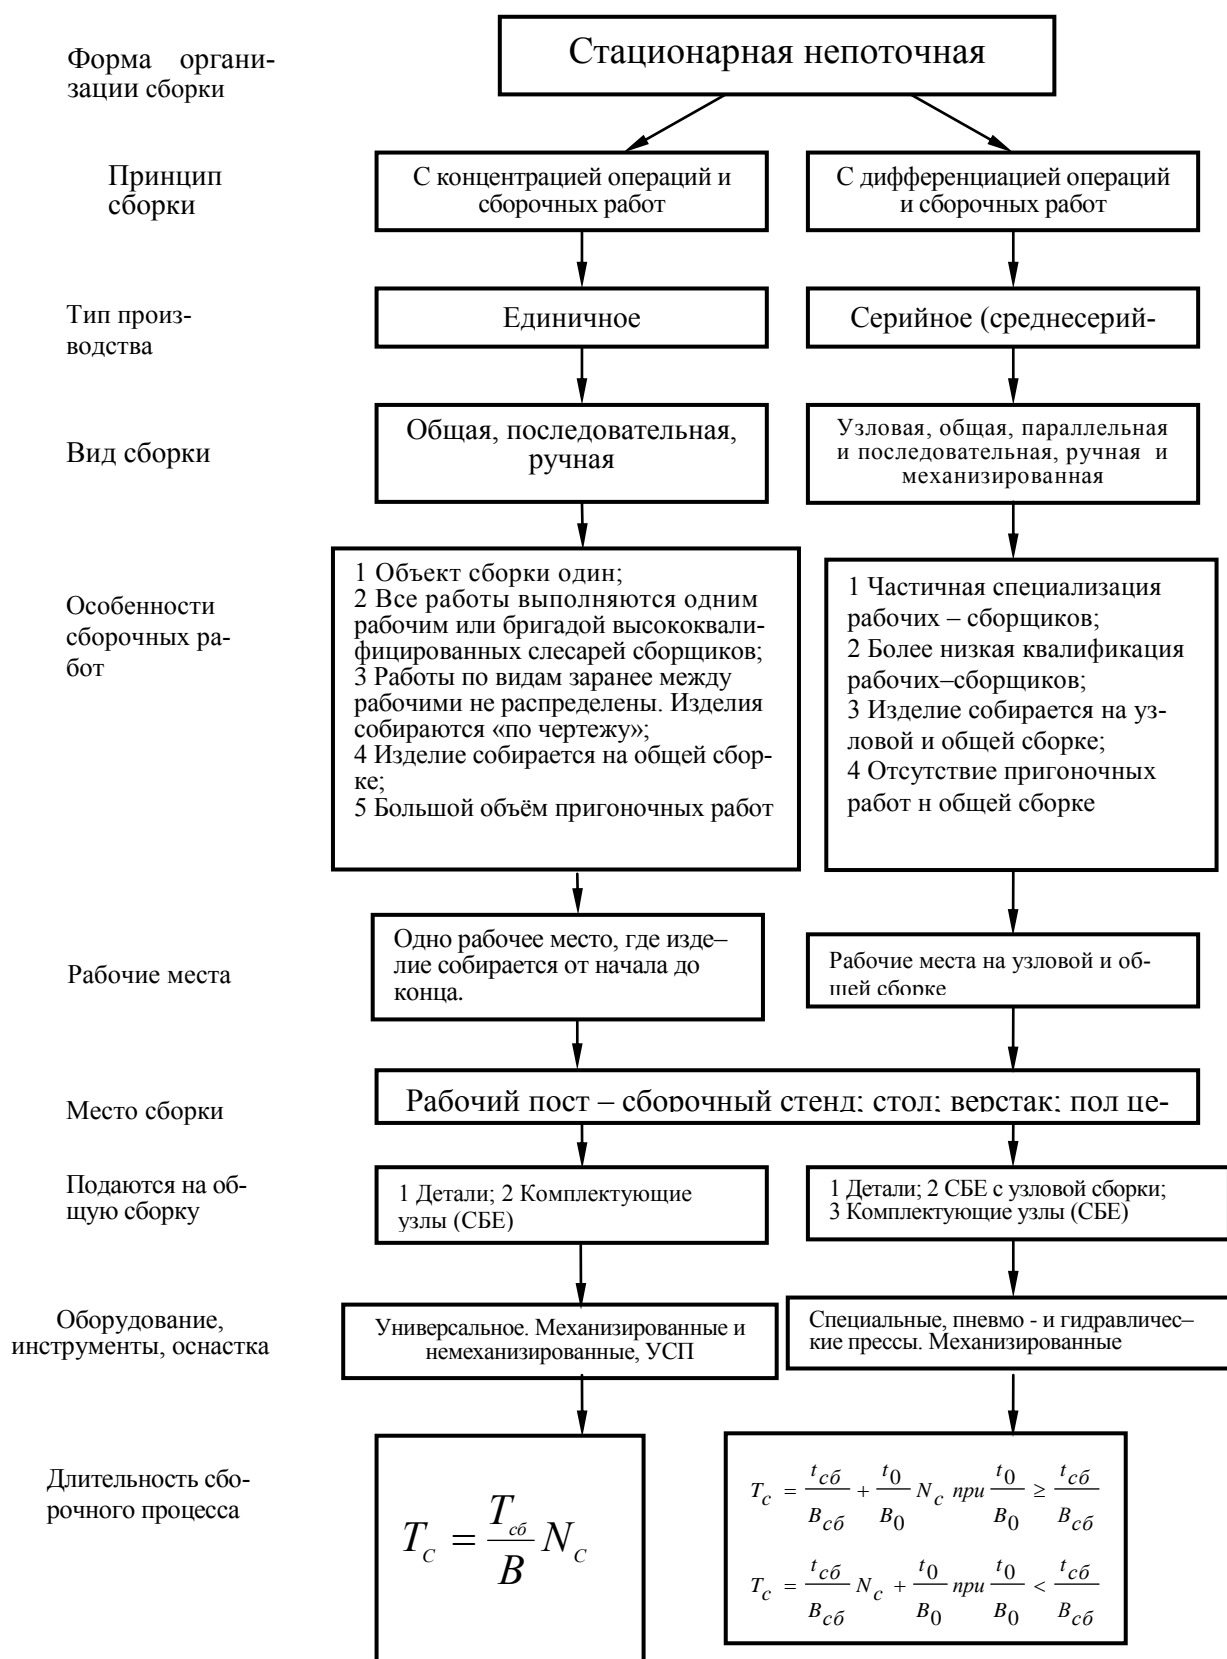 Форма органи-
зации сборки
Стационарная непоточная
Принцип
сборки
С концентрацией операций и
сборочных работ
С дифференциацией операций
и сборочных работ
Тип произ-
водства
Единичное
Серийное (среднесерий-
Вид сборки
Общая, последовательная,
ручная
Узловая, общая, параллельная
и последовательная, ручная и
механизированная
Особенности
сборочных ра-
бот
1 Объект сборки один;
2 Все работы выполняются одним
рабочим или бригадой высококвали-
фицированных слесарей сборщиков;
3 Работы по видам заранее между
рабочими не распределены. Изделия
собираются «по чертежу»;
4 Изделие собирается на общей сбор-
ке;
5 Большой объём пригоночных работ
1 Частичная специализация
рабочих – сборщиков;
2 Более низкая квалификация
рабочих–сборщиков;
3 Изделие собирается на уз-
ловой и общей сборке;
4 Отсутствие пригоночных
работ н общей сборке
Рабочие места
Одно рабочее место, где изде–
лие собирается от начала до
конца.
Рабочие места на узловой и об-
щей сборке
Место сборки
Рабочий пост – сборочный стенд; стол; верстак; пол це-
Подаются на об-
щую сборку
1 Детали; 2 Комплектующие
узлы (СБЕ)
1 Детали; 2 СБЕ с узловой сборки;
3 Комплектующие узлы (СБЕ)
Оборудование,
инструменты, оснастка
Универсальное. Механизированные и
немеханизированные, УСП
Специальные, пневмо - и гидравличес–
кие прессы. Механизированные
Длительность сбо-
рочного процесса
T_C = T_сб / B N_C
T_c = t_сб / B_сб + t_0 / B_0 N_c при t_0 / B_0 ≥ t_сб / B_сб
T_c = t_сб / B_сб N_c + t_0 / B_0 при t_0 / B_0 < t_сб / B_сб